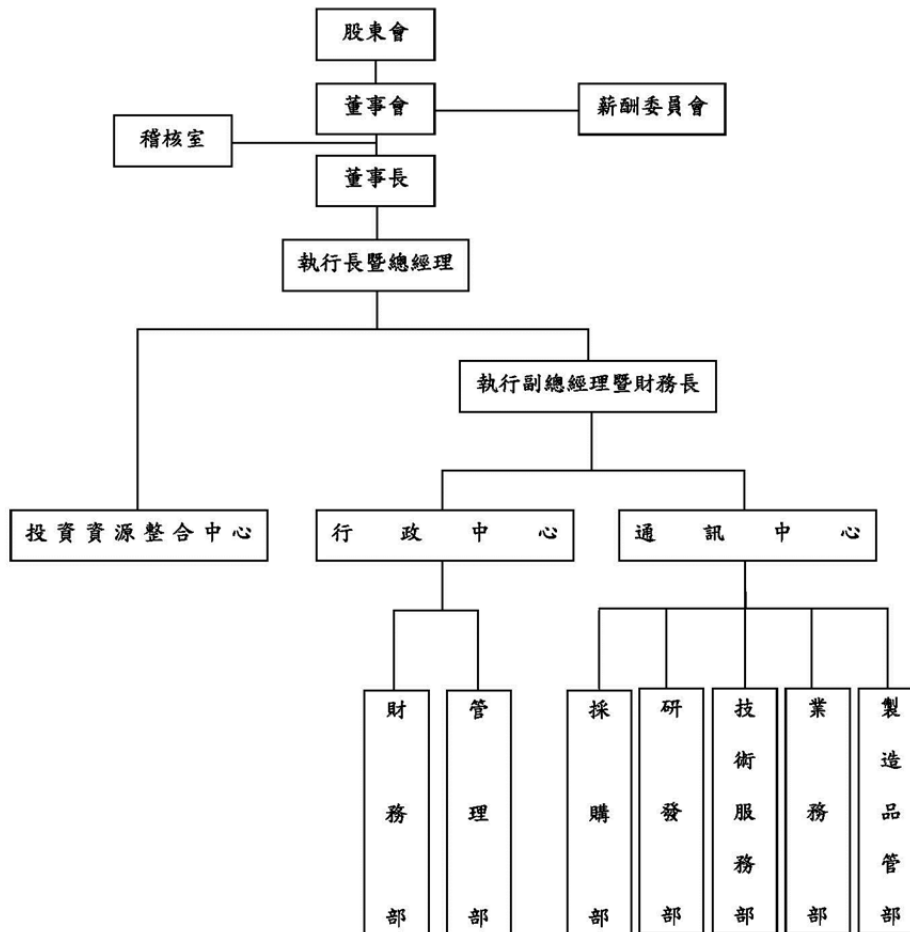 股東會
董事會
薪酬委員會
稽核室
董事長
執行長暨總經理
執行副總經理暨財務長
投資資源整合中心
行政中心
通訊中心
財務部
管理部
採購部
研發部
技術服務部
業務部
製造品管部